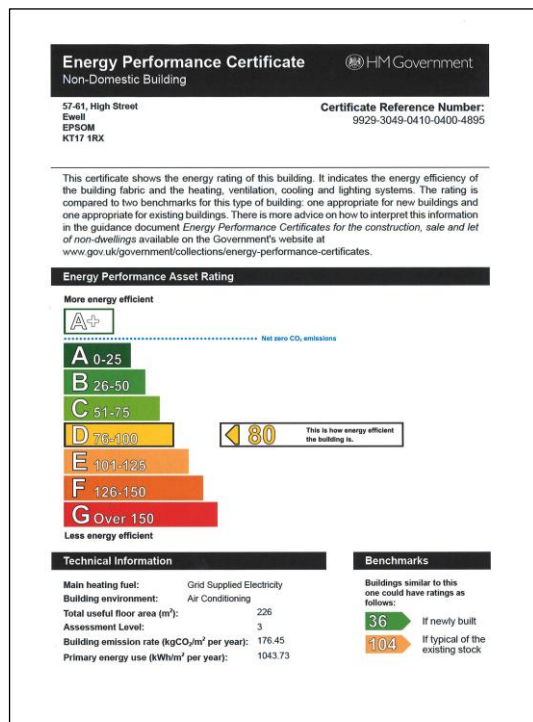 Energy Performance Certificate
HM Government
Non-Domestic Building
57-61, High Street
Ewell
EPSOM
KT17 1RX
Certificate Reference Number:
9929-3049-0410-0400-4895
This certificate shows the energy rating of this building. It indicates the energy efficiency of
the building fabric and the heating, ventilation, cooling and lighting systems. The rating is
compared to two benchmarks for this type of building: one appropriate for new buildings and
one appropriate for existing buildings. There is more advice on how to interpret this information
in the guidance document Energy Performance Certificates for the construction, sale and let
of non-dwellings available on the Government's website at
www.gov.uk/government/collections/energy-performance-certificates.
Energy Performance Asset Rating
More energy efficient
A+
Net zero CO₂ emissions
A 0-25
B 26-50
C 51-75
D 76-100
80
This is how energy efficient
the building is.
E 101-125
F 126-150
G Over 150
Less energy efficient
Technical Information
Main heating fuel: Grid Supplied Electricity
Building environment: Air Conditioning
Total useful floor area (m²): 226
Assessment Level: 3
Building emission rate (kgCO₂/m² per year): 176.45
Primary energy use (kWh/m² per year): 1043.73
Benchmarks
Buildings similar to this
one could have ratings as
follows:
36 If newly built
104 If typical of the
existing stock